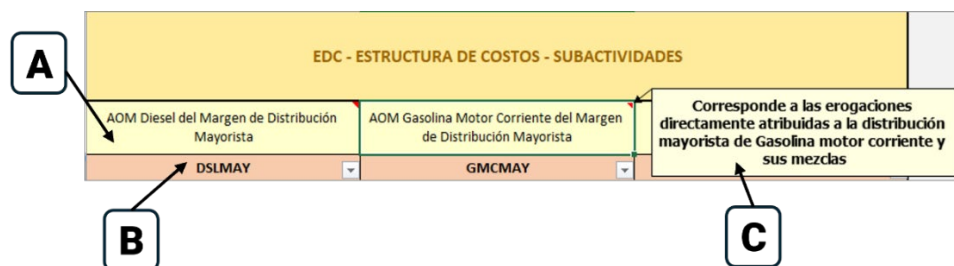 EDC - ESTRUCTURA DE COSTOS - SUBACTIVIDADES
A
AOM Diesel del Margen de Distribución
Mayorista
AOM Gasolina Motor Corriente del Margen
de Distribución Mayorista
Corresponde a las erogaciones
directamente atribuidas a la distribución
mayorista de Gasolina motor corriente y
sus mezclas
DSLMAY
GMCMAY
B
C